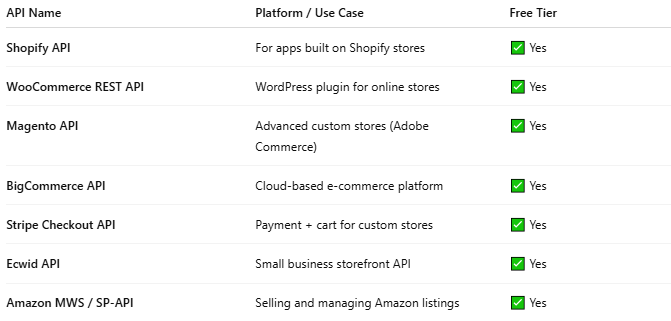 API Name Platform / Use Case Free Tier
Shopify API For apps built on Shopify stores ✅ Yes
WooCommerce REST API WordPress plugin for online stores ✅ Yes
Magento API Advanced custom stores (Adobe ✅ Yes
Commerce)
BigCommerce API Cloud-based e-commerce platform ✅ Yes
Stripe Checkout API Payment + cart for custom stores ✅ Yes
Ecwid API Small business storefront API ✅ Yes
Amazon MWS / SP-API Selling and managing Amazon listings ✅ Yes